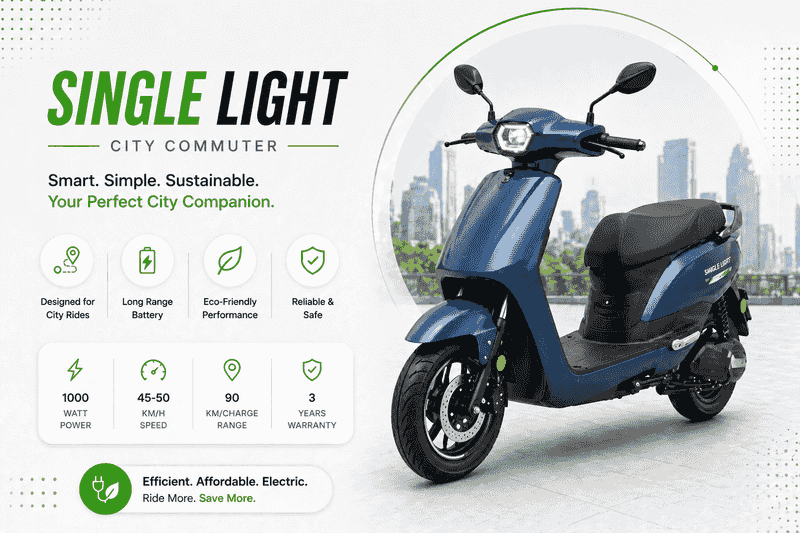 SINGLE LIGHT
CITY COMMUTER
Smart. Simple. Sustainable.
Your Perfect City Companion.
Designed for
City Rides
Long Range
Battery
Eco-Friendly
Performance
Reliable &
Safe
1000
WATT
POWER
45-50
KM/H
SPEED
90
KM/CHARGE
RANGE
3
YEARS
WARRANTY
Efficient. Affordable. Electric.
Ride More. Save More.
SINGLE LIGHT